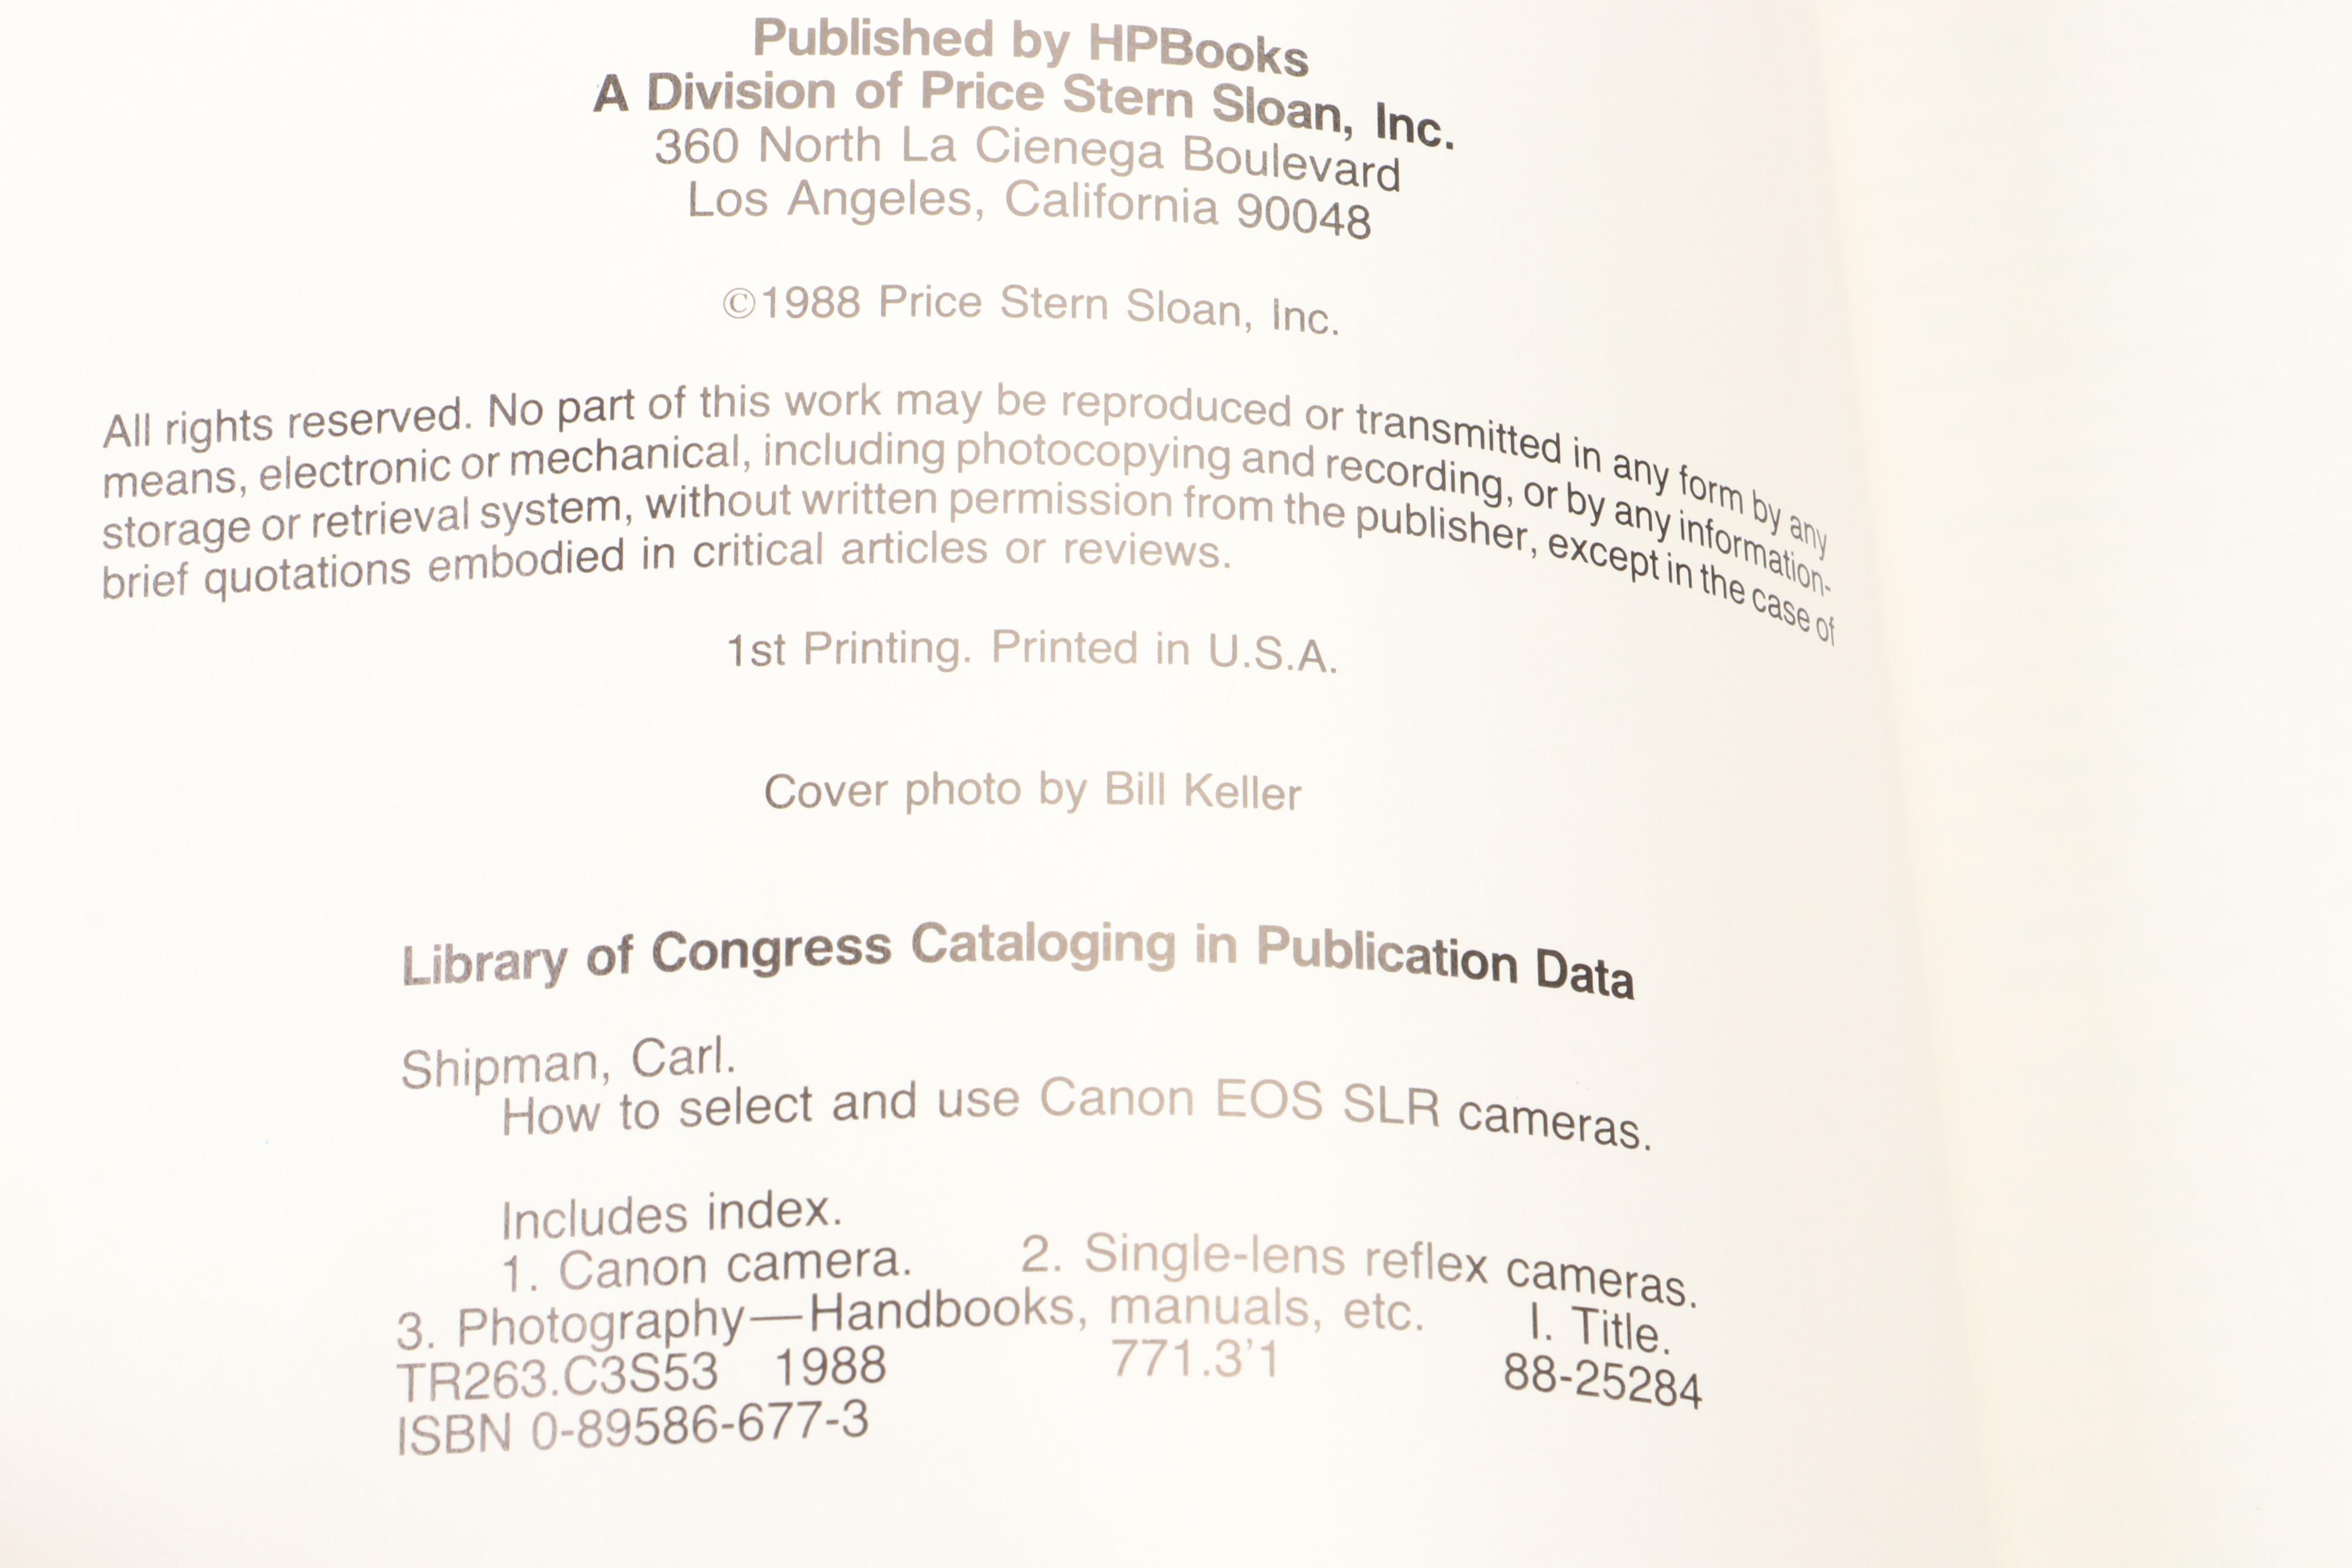 Published by HPBooks
A Division of Price Stern Sloan, Inc.
360 North La Cienega Boulevard
Los Angeles, California 90048
©1988 Price Stern Sloan, Inc.
All rights reserved. No part of this work may be reproduced or transmitted in any form by any
means, electronic or mechanical, including photocopying and recording, or by any information-
storage or retrieval system, without written permission from the publisher, except in the case of
brief quotations embodied in critical articles or reviews.
1st Printing. Printed in U.S.A.
Cover photo by Bill Keller
Library of Congress Cataloging in Publication Data
Shipman, Carl.
How to select and use Canon EOS SLR cameras.
Includes index.
1. Canon camera. 2. Single-lens reflex cameras.
3. Photography—Handbooks, manuals, etc. I. Title.
TR263.C3S53 1988 771.3'1 88-25284
ISBN 0-89586-677-3